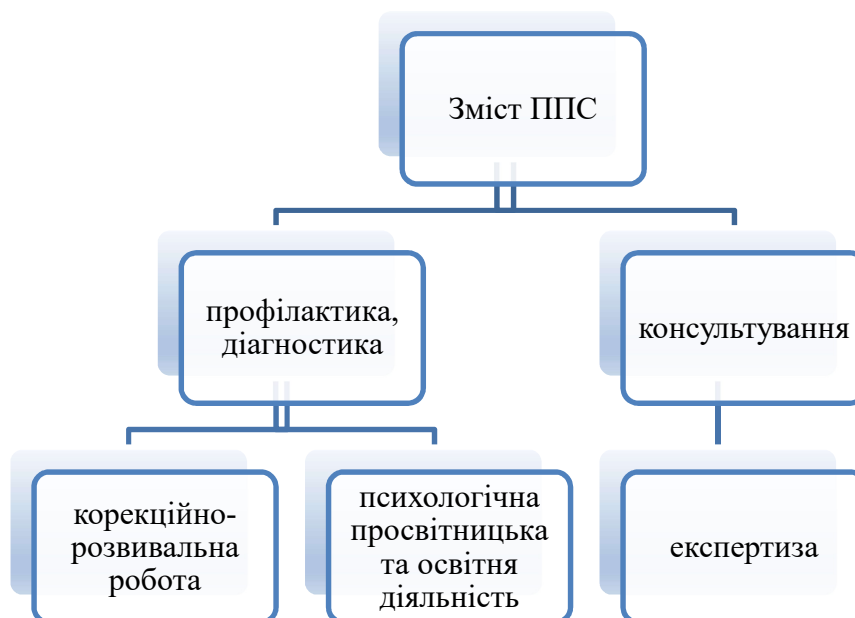 Зміст ППС
профілактика,
діагностика
консультування
корекційно-
розвивальна
робота
психологічна
просвітницька
та освітня
діяльність
експертиза